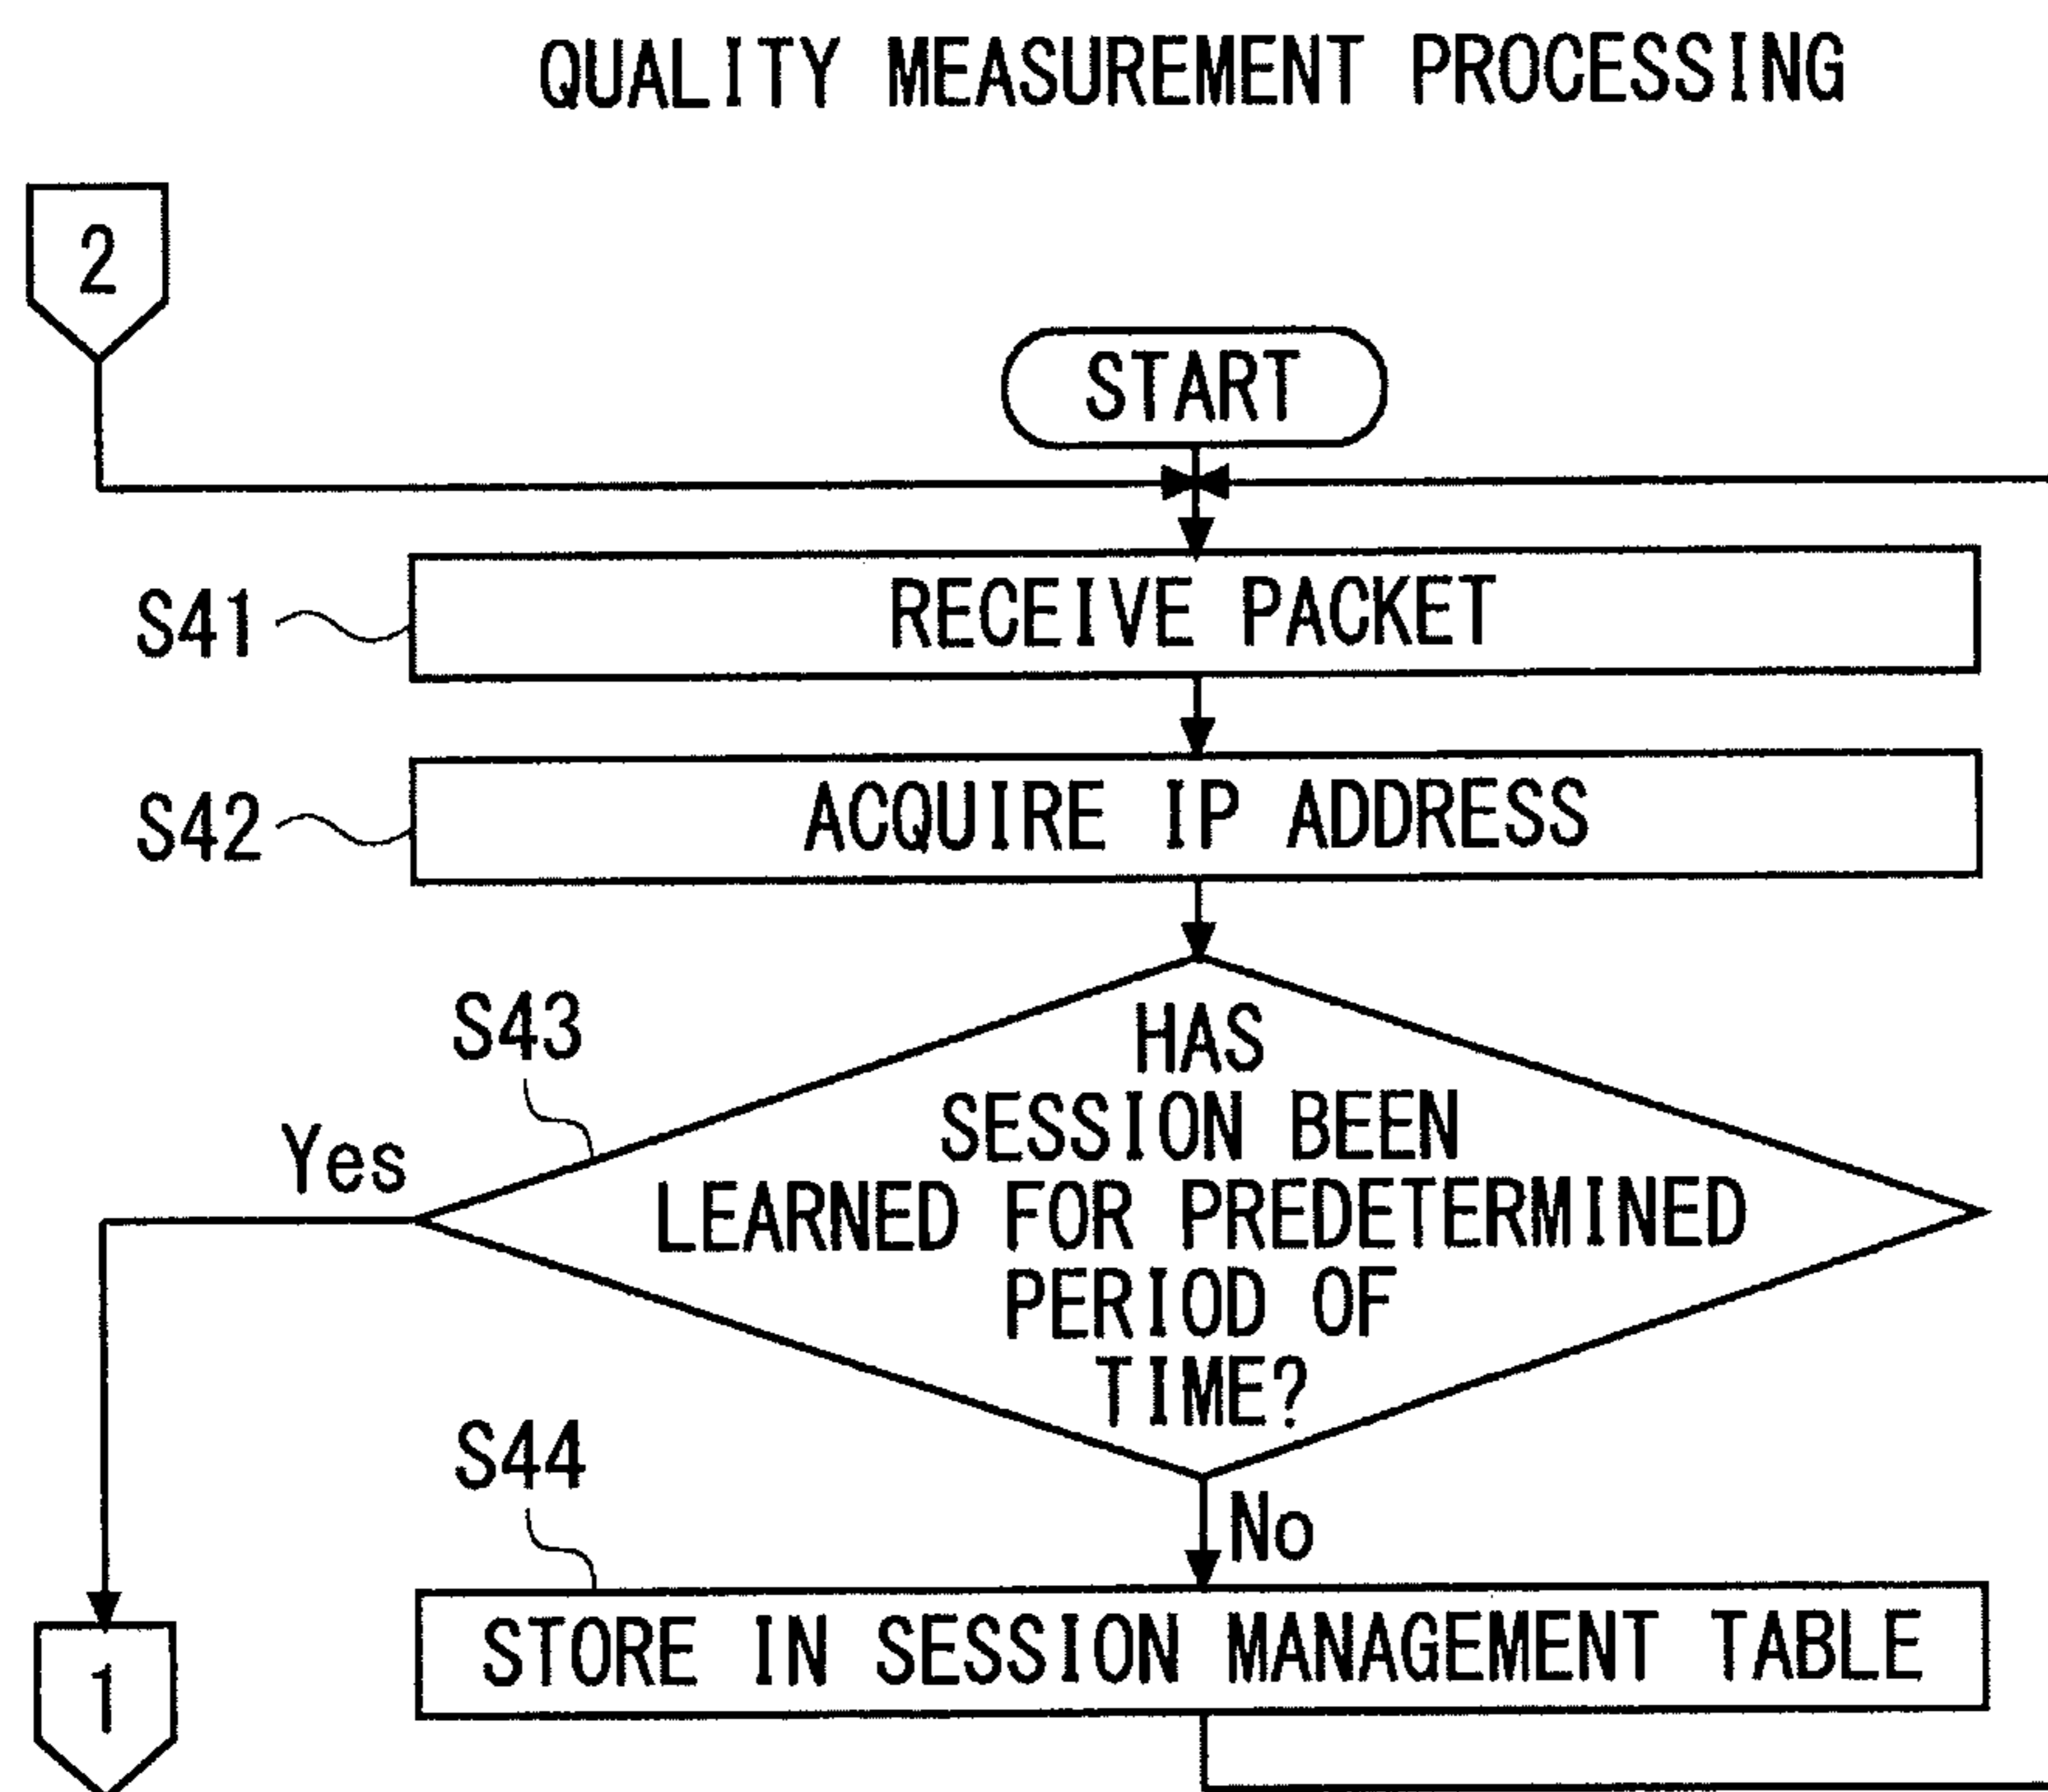 QUALITY MEASUREMENT PROCESSING
2
START
S41
RECEIVE PACKET
S42
ACQUIRE IP ADDRESS
S43
HAS
SESSION BEEN
LEARNED FOR PREDETERMINED
PERIOD OF
TIME?
Yes
S44
No
STORE IN SESSION MANAGEMENT TABLE
1